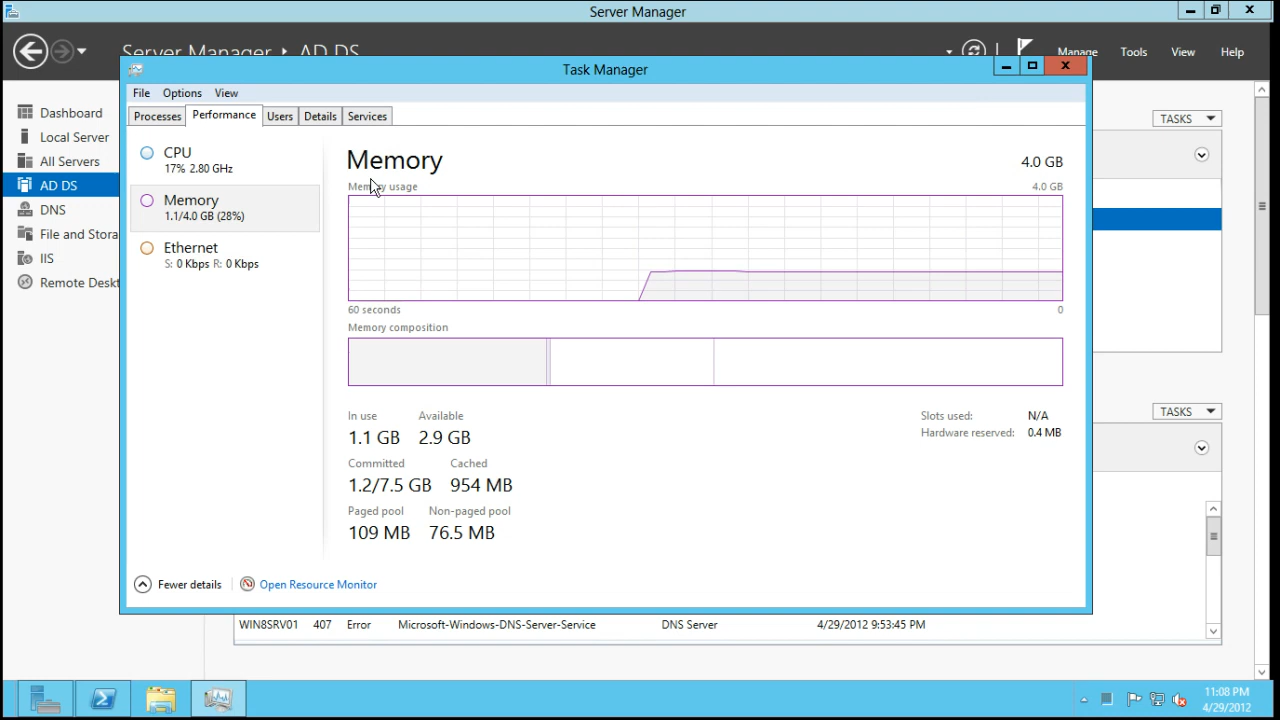 Server Manager
Server Manager ▸ AD DS
Manage Tools View Help
Task Manager
File Options View
Processes Performance Users Details Services
Dashboard
Local Server
All Servers
AD DS
DNS
File and Stora
IIS
Remote Deskt
CPU
17% 2.80 GHz
Memory
1.1/4.0 GB (28%)
Ethernet
S: 0 Kbps R: 0 Kbps
Memory
4.0 GB
Memory usage
4.0 GB
60 seconds
0
Memory composition
In use Available
1.1 GB 2.9 GB
Committed Cached
1.2/7.5 GB 954 MB
Paged pool Non-paged pool
109 MB 76.5 MB
Slots used: N/A
Hardware reserved: 0.4 MB
Fewer details
Open Resource Monitor
TASKS
TASKS
WIN8SRV01 407 Error Microsoft-Windows-DNS-Server-Service DNS Server 4/29/2012 9:53:45 PM
11:08 PM
4/29/2012